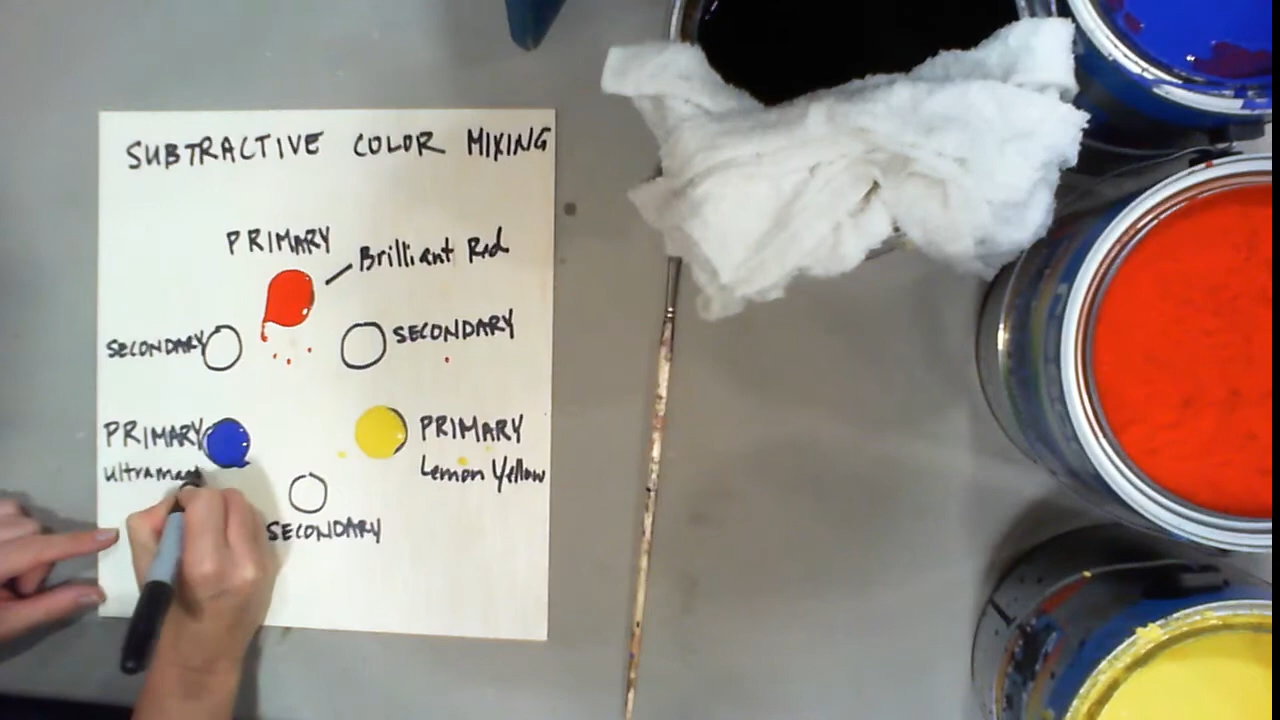 SUBTRACTIVE COLOR MIXING
PRIMARY
Brilliant Red
SECONDARY
SECONDARY
PRIMARY
PRIMARY
Lemon Yellow
SECONDARY